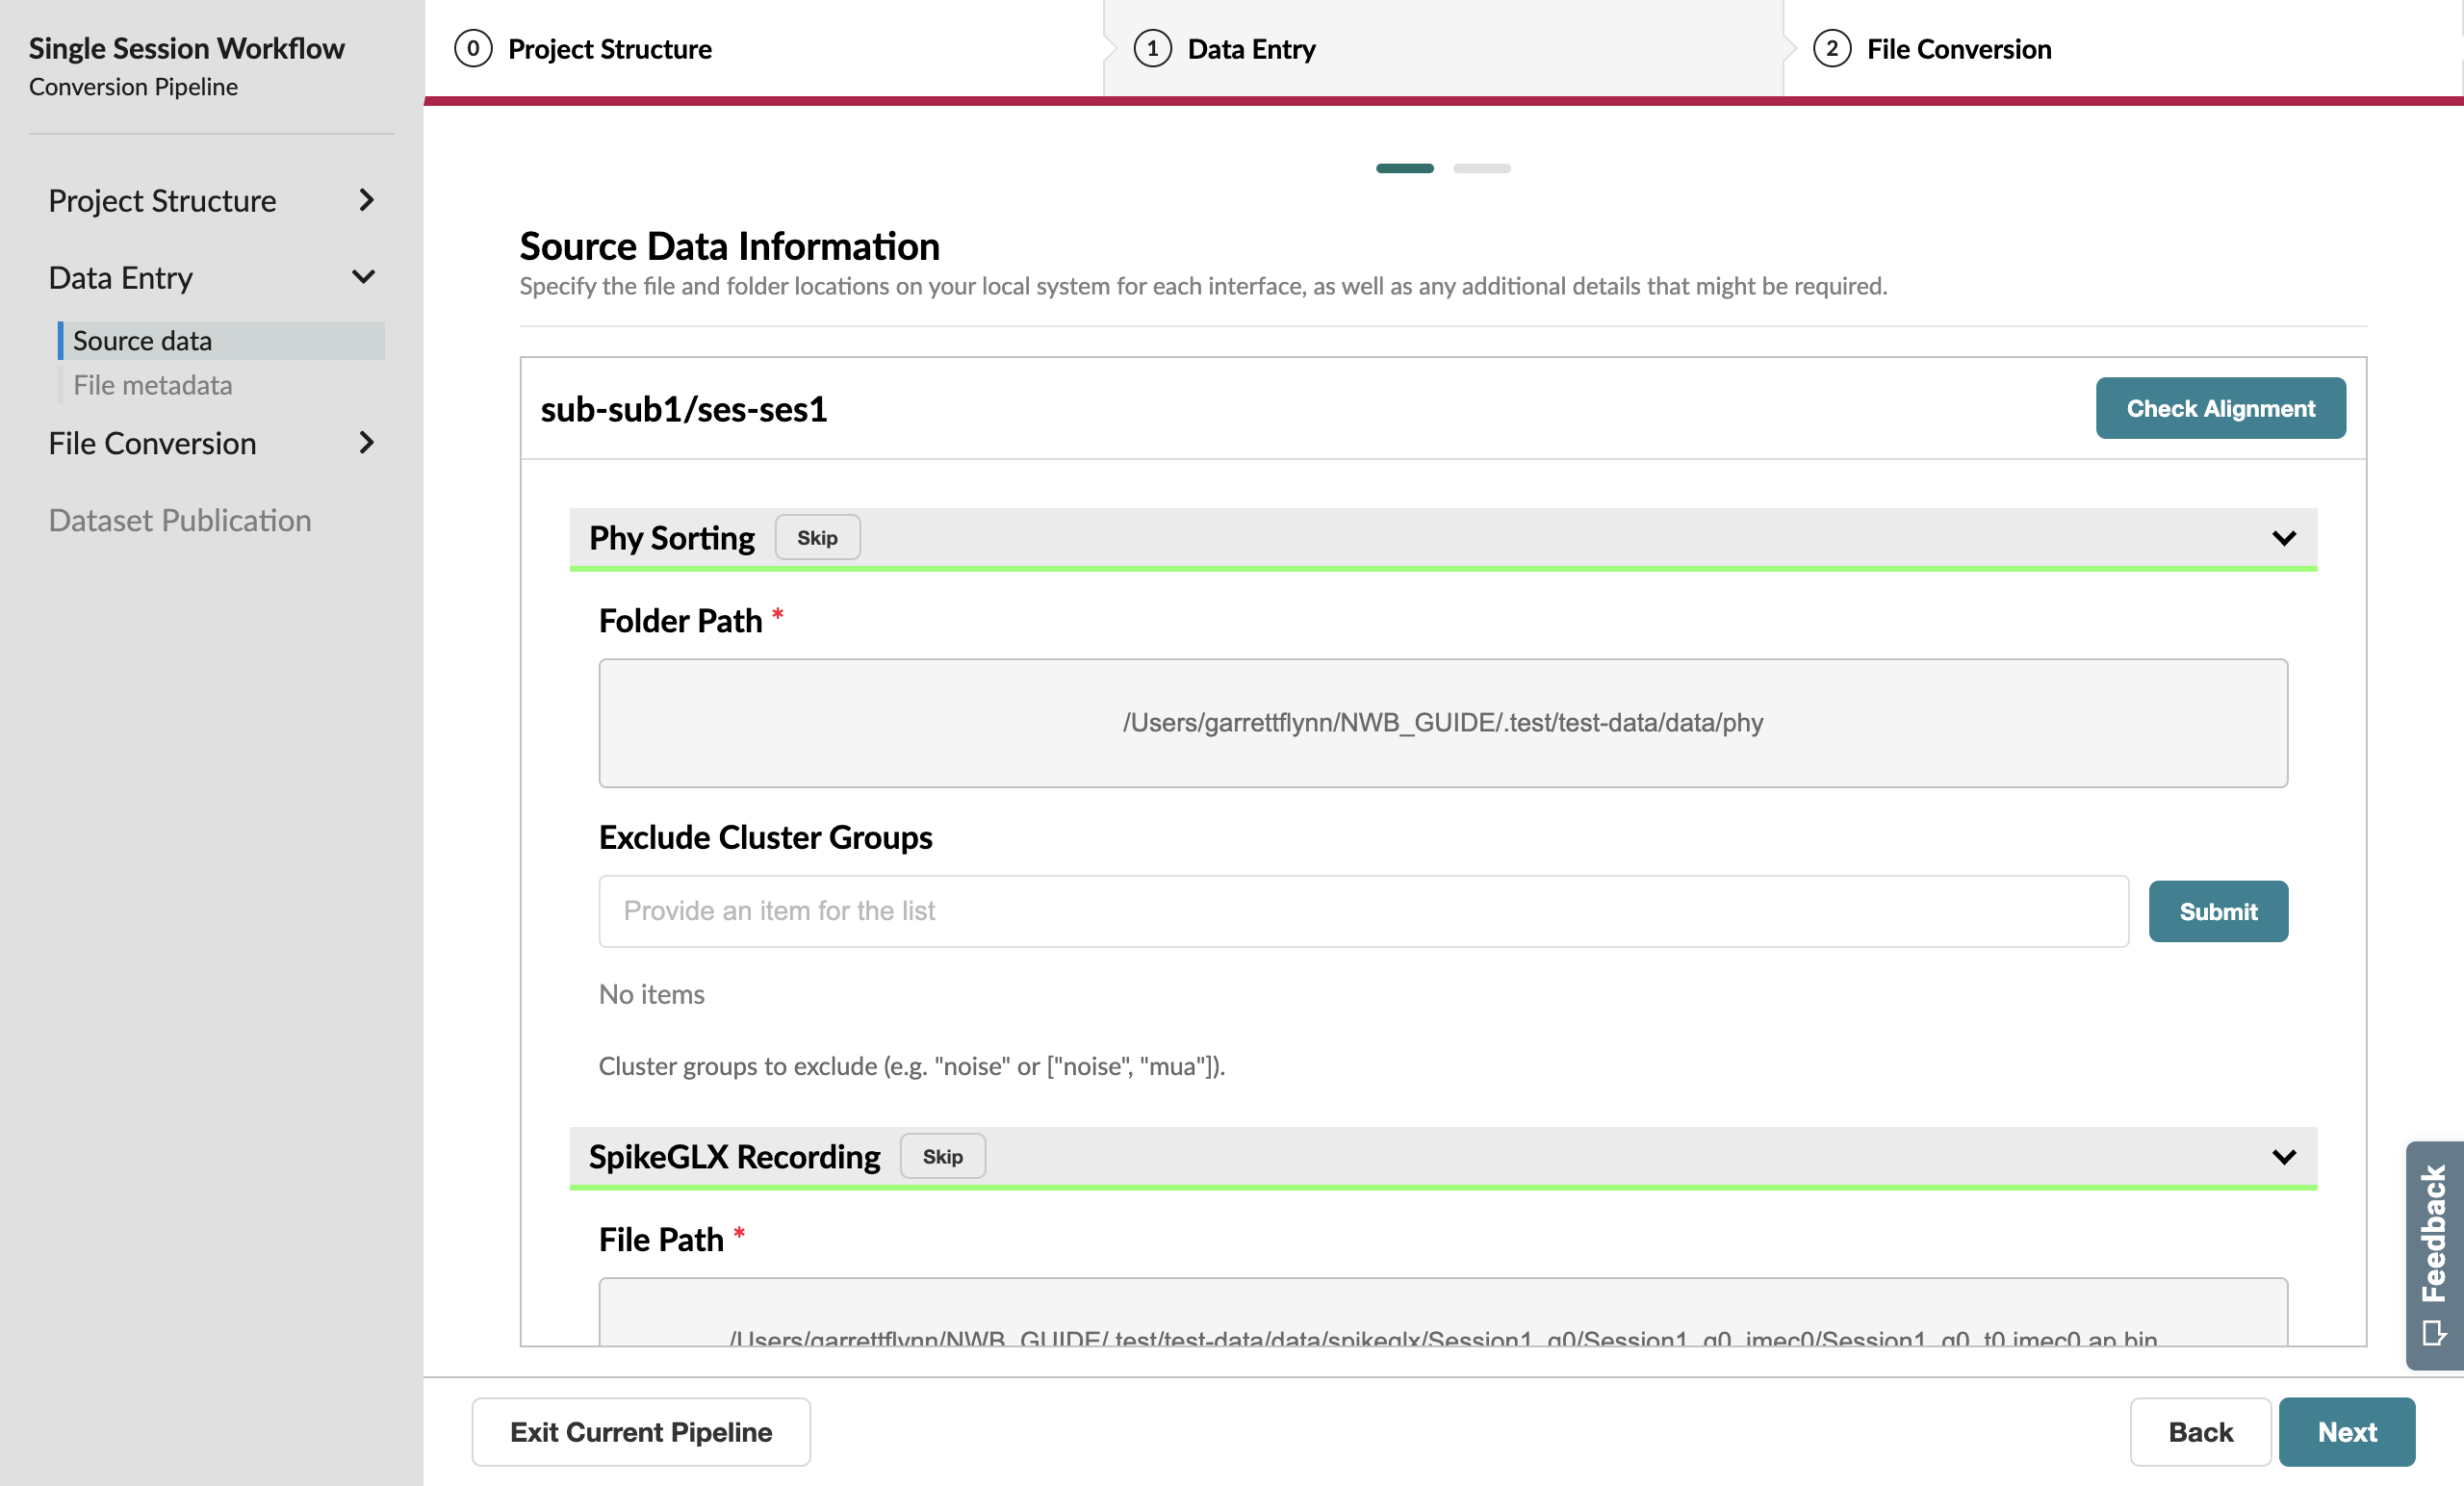 Single Session Workflow
Conversion Pipeline
Project Structure
Data Entry
Source data
File metadata
File Conversion
Dataset Publication
0 Project Structure
1 Data Entry
2 File Conversion
Source Data Information
Specify the file and folder locations on your local system for each interface, as well as any additional details that might be required.
sub-sub1/ses-ses1
Check Alignment
Phy Sorting
Skip
Folder Path *
/Users/garrettflynn/NWB_GUIDE/.test/test-data/data/phy
Exclude Cluster Groups
Provide an item for the list
Submit
No items
Cluster groups to exclude (e.g. "noise" or ["noise", "mua"]).
SpikeGLX Recording
Skip
File Path *
/Users/garrettflynn/NWB_GUIDE/.test/test-data/data/spikeglx/Session1_g0/Session1_g0_imec0/Session1_g0_t0.imec0.ap.bin
Feedback
Exit Current Pipeline
Back
Next